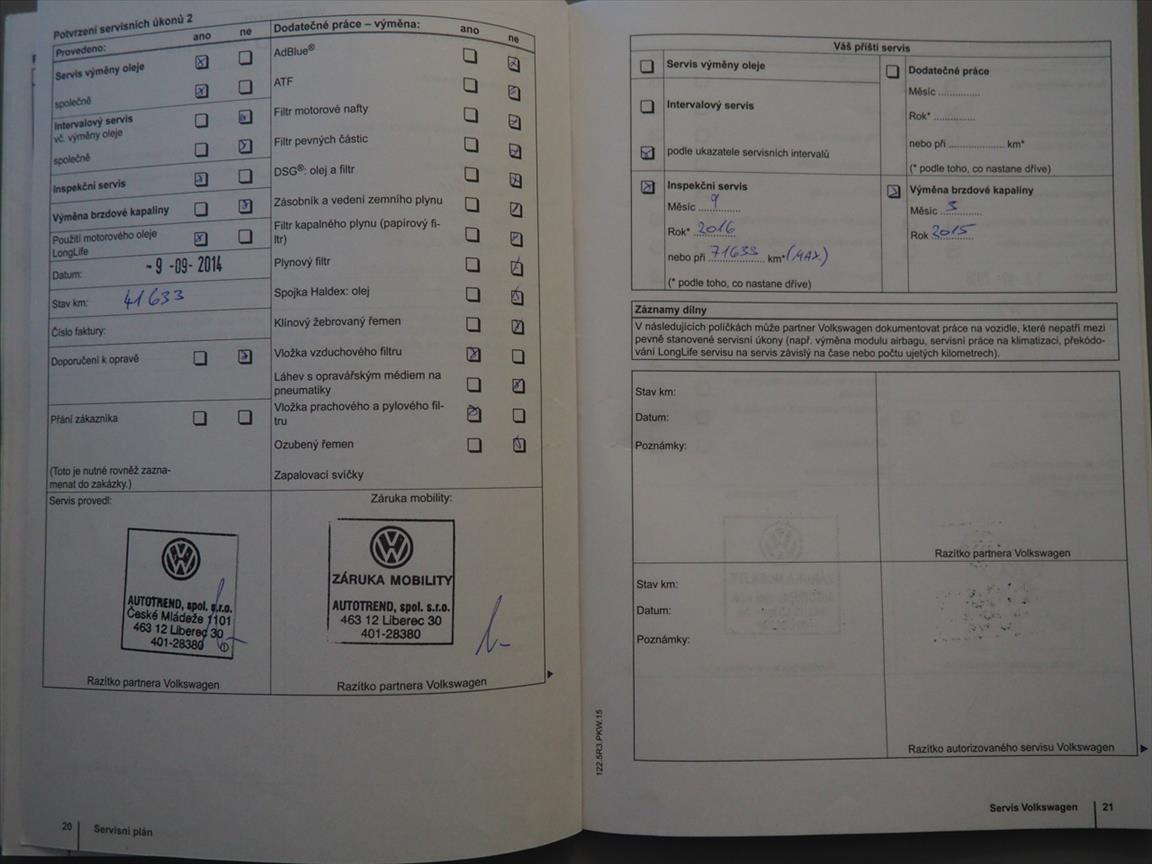 Potvrzení servisních úkonů 2
Provedeno:
ano
ne
Servis výměny oleje
společně
Intervalový servis
vč. výměny oleje
společně
Inspekční servis
Výměna brzdové kapaliny
Použití motorového oleje
LongLife
Datum:
- 9 -09- 2014
Stav km:
41633
Číslo faktury:
Doporučení k opravě
Přání zákazníka
(Toto je nutné rovněž zazna-
menat do zakázky.)
Servis provedl:
AUTOTREND, spol. s.r.o.
České Mládeže 1101
463 12 Liberec 30
401-28380
Razítko partnera Volkswagen
Dodatečné práce – výměna:
ano
ne
AdBlue®
ATF
Filtr motorové nafty
Filtr pevných částic
DSG®: olej a filtr
Zásobník a vedení zemního plynu
Filtr kapalného plynu (papírový fi-
ltr)
Plynový filtr
Spojka Haldex: olej
Klínový žebrovaný řemen
Vložka vzduchového filtru
Láhev s opravářským médiem na
pneumatiky
Vložka prachového a pylového fil-
tru
Ozubený řemen
Zapalovací svíčky
Záruka mobility:
ZÁRUKA MOBILITY
AUTOTREND, spol. s.r.o.
463 12 Liberec 30
401-28380
Razítko partnera Volkswagen
20
Servisní plán
Váš příští servis
Servis výměny oleje
Intervalový servis
podle ukazatele servisních intervalů
Inspekční servis
Měsíc 9
Rok* 2016
nebo při 71633 km* (MAX.)
(* podle toho, co nastane dříve)
Dodatečné práce
Měsíc ..............
Rok* ..............
nebo při ................... km*
(* podle toho, co nastane dříve)
Výměna brzdové kapaliny
Měsíc 3
Rok 2015
Záznamy dílny
V následujících políčkách může partner Volkswagen dokumentovat práce na vozidle, které nepatří mezi
pevně stanovené servisní úkony (např. výměna modulu airbagu, servisní práce na klimatizaci, překódo-
vání LongLife servisu na servis závislý na čase nebo počtu ujetých kilometrech).
Stav km:
Datum:
Poznámky:
Razítko partnera Volkswagen
Stav km:
Datum:
Poznámky:
Razítko autorizovaného servisu Volkswagen
122.5R3.PKW.15
Servis Volkswagen
21